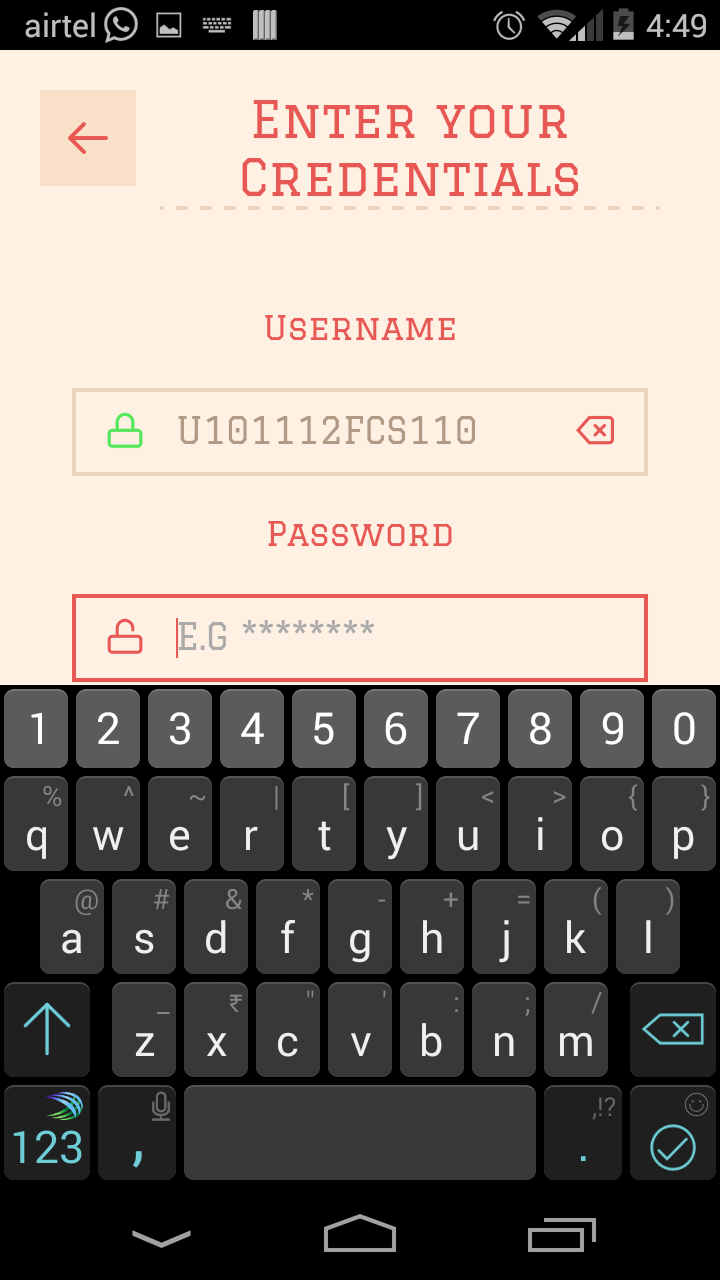 airtel 4:49
ENTER YOUR
CREDENTIALS
USERNAME
U101112FCS110
PASSWORD
E.G ********
1 2 3 4 5 6 7 8 9 0
% ^ ~ | [ ] < > { }
q w e r t y u i o p
@ # & * - + = ( )
a s d f g h j k l
_ ₹ " ' : ; /
z x c v b n m
,!?
123 , .